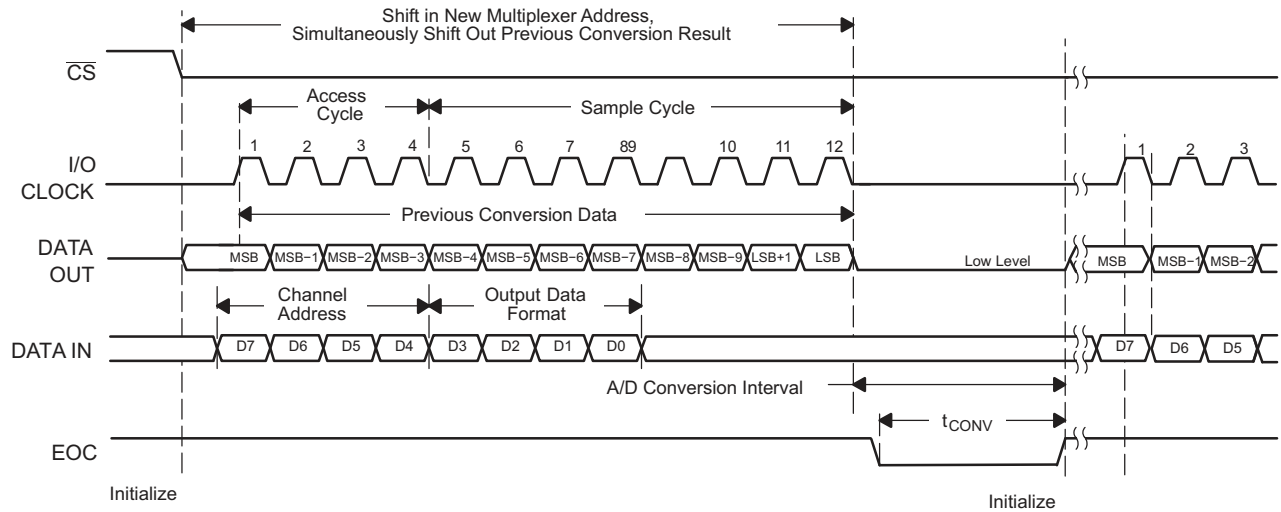 Shift in New Multiplexer Address,
Simultaneously Shift Out Previous Conversion Result
CS
Access
Cycle
Sample Cycle
I/O
CLOCK
1 2 3 4 5 6 7 89 10 11 12 1 2 3
Previous Conversion Data
DATA
OUT
MSB MSB−1 MSB−2 MSB−3 MSB−4 MSB−5 MSB−6 MSB−7 MSB−8 MSB−9 LSB+1 LSB Low Level MSB MSB−1 MSB−2
Channel
Address
Output Data
Format
DATA IN
D7 D6 D5 D4 D3 D2 D1 D0 D7 D6 D5
A/D Conversion Interval
tCONV
EOC
Initialize Initialize